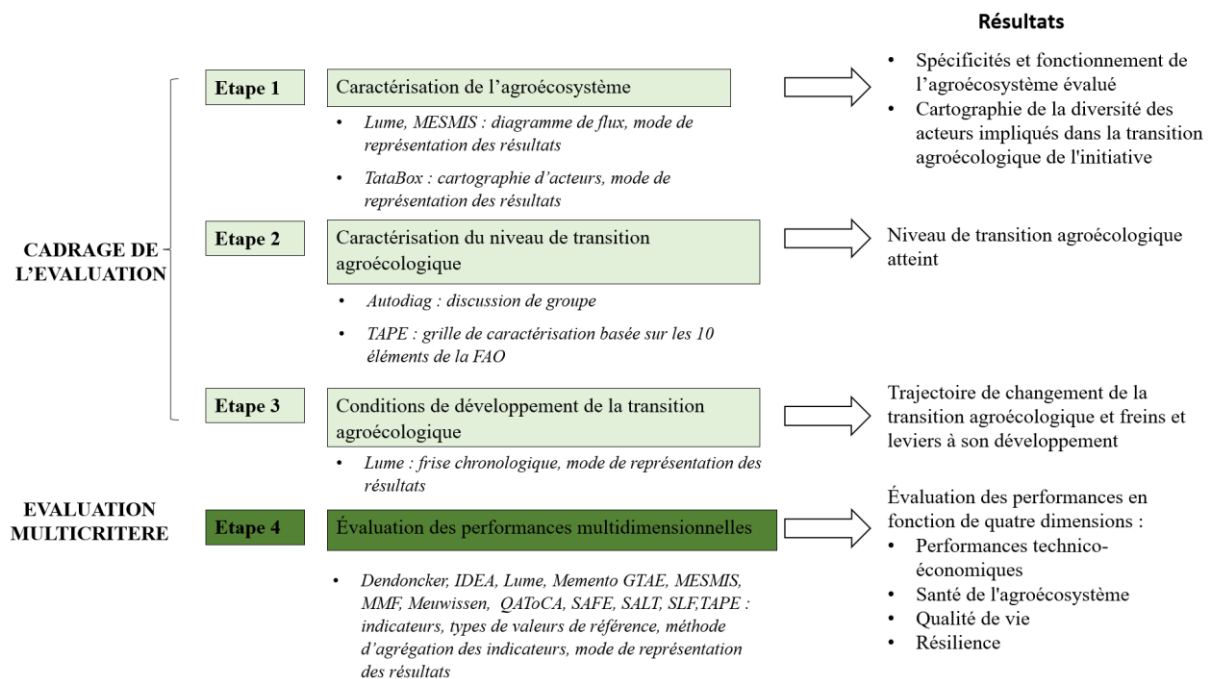 Résultats
Etape 1
Caractérisation de l’agroécosystème
• Lume, MESMIS : diagramme de flux, mode de
représentation des résultats
• TataBox : cartographie d’acteurs, mode de
représentation des résultats
• Spécificités et fonctionnement de
l’agroécosystème évalué
• Cartographie de la diversité des
acteurs impliqués dans la transition
agroécologique de l'initiative
CADRAGE DE
L’EVALUATION
Etape 2
Caractérisation du niveau de transition
agroécologique
• Autodiag : discussion de groupe
• TAPE : grille de caractérisation basée sur les 10
éléments de la FAO
Niveau de transition agroécologique
atteint
Etape 3
Conditions de développement de la transition
agroécologique
• Lume : frise chronologique, mode de représentation des
résultats
Trajectoire de changement de la
transition agroécologique et freins et
leviers à son développement
EVALUATION
MULTICRITERE
Etape 4
Évaluation des performances multidimensionnelles
• Dendoncker, IDEA, Lume, Memento GTAE, MESMIS,
MMF, Meuwissen, QAToCA, SAFE, SALT, SLF,TAPE :
indicateurs, types de valeurs de référence, méthode
d’agrégation des indicateurs, mode de représentation
des résultats
Évaluation des performances en
fonction de quatre dimensions :
• Performances technico-
économiques
• Santé de l'agroécosystème
• Qualité de vie
• Résilience